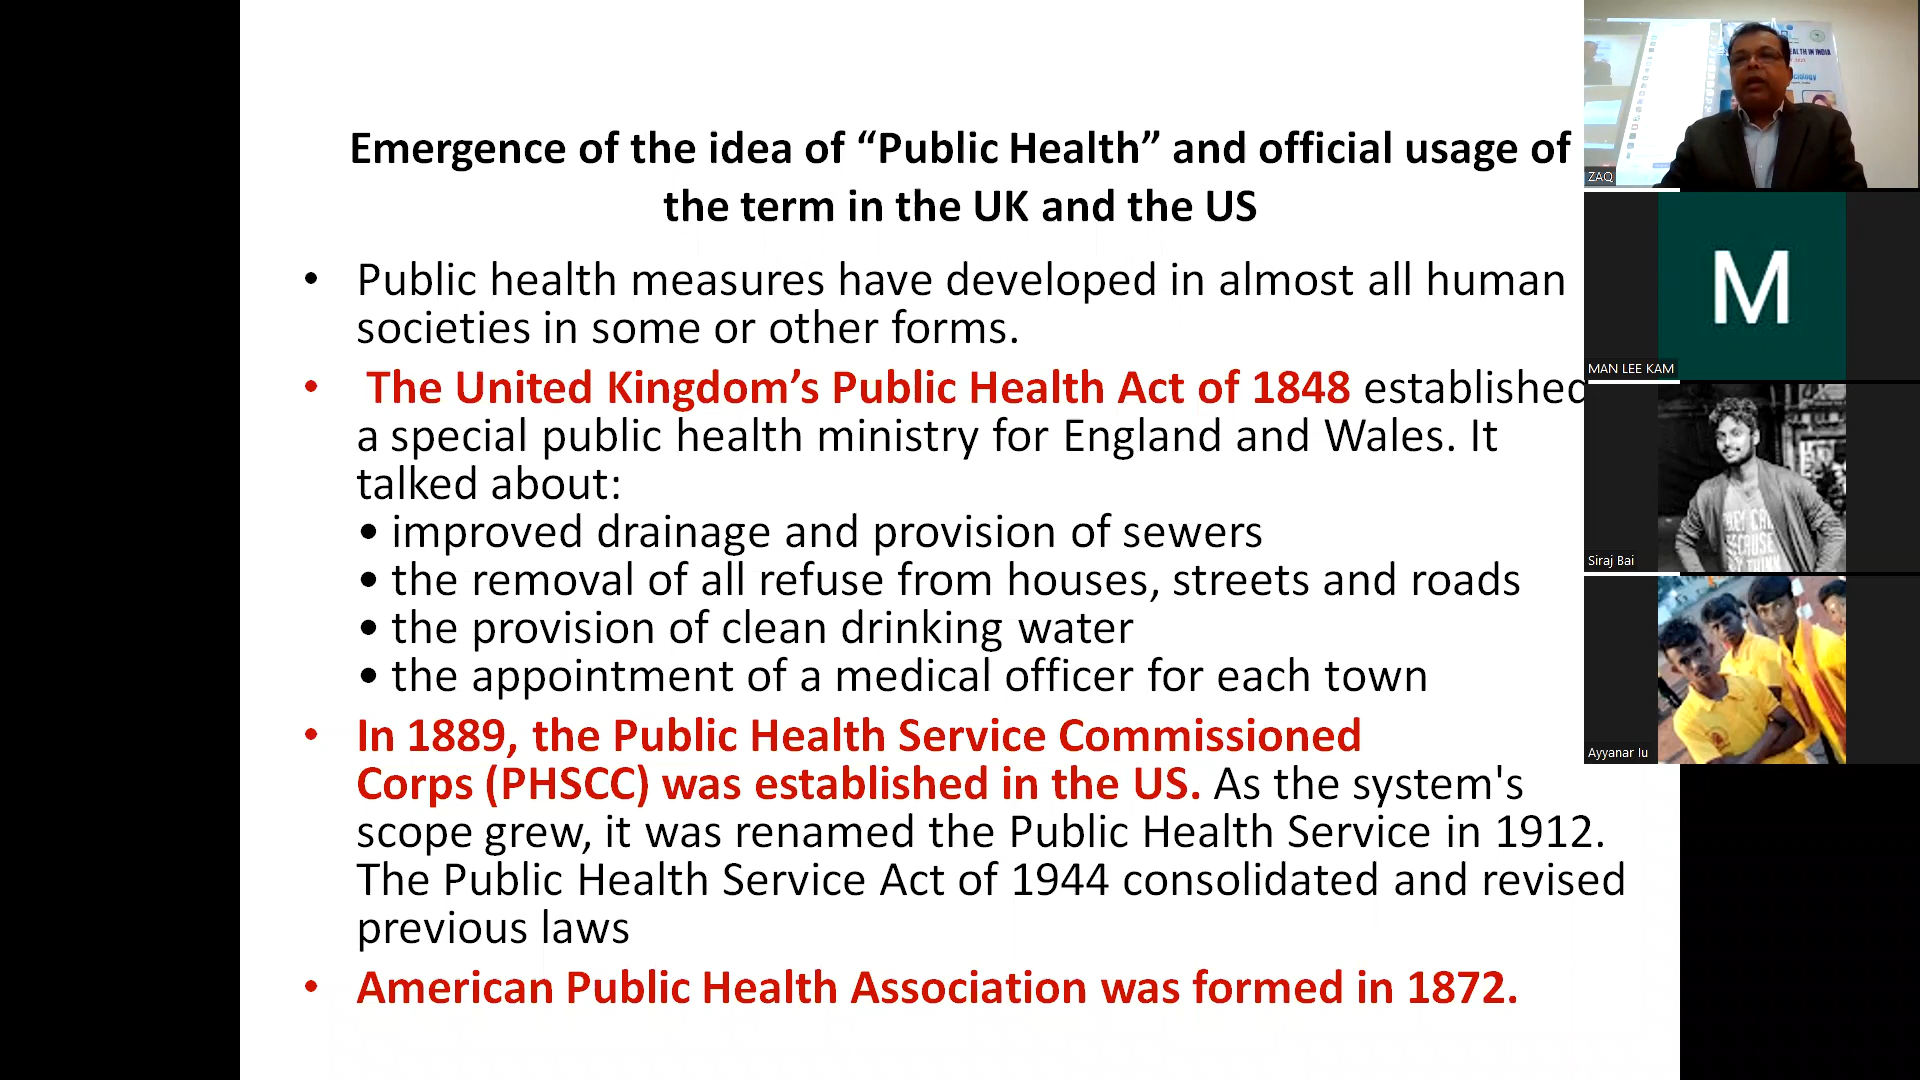 Emergence of the idea of “Public Health” and official usage of
the term in the UK and the US
• Public health measures have developed in almost all human
societies in some or other forms.
• The United Kingdom’s Public Health Act of 1848 established
a special public health ministry for England and Wales. It
talked about:
• improved drainage and provision of sewers
• the removal of all refuse from houses, streets and roads
• the provision of clean drinking water
• the appointment of a medical officer for each town
• In 1889, the Public Health Service Commissioned
Corps (PHSCC) was established in the US. As the system's
scope grew, it was renamed the Public Health Service in 1912.
The Public Health Service Act of 1944 consolidated and revised
previous laws
• American Public Health Association was formed in 1872.
HEALTH IN INDIA
ZAQ
M
MAN LEE KAM
Siraj Bai
Ayyanar Iu